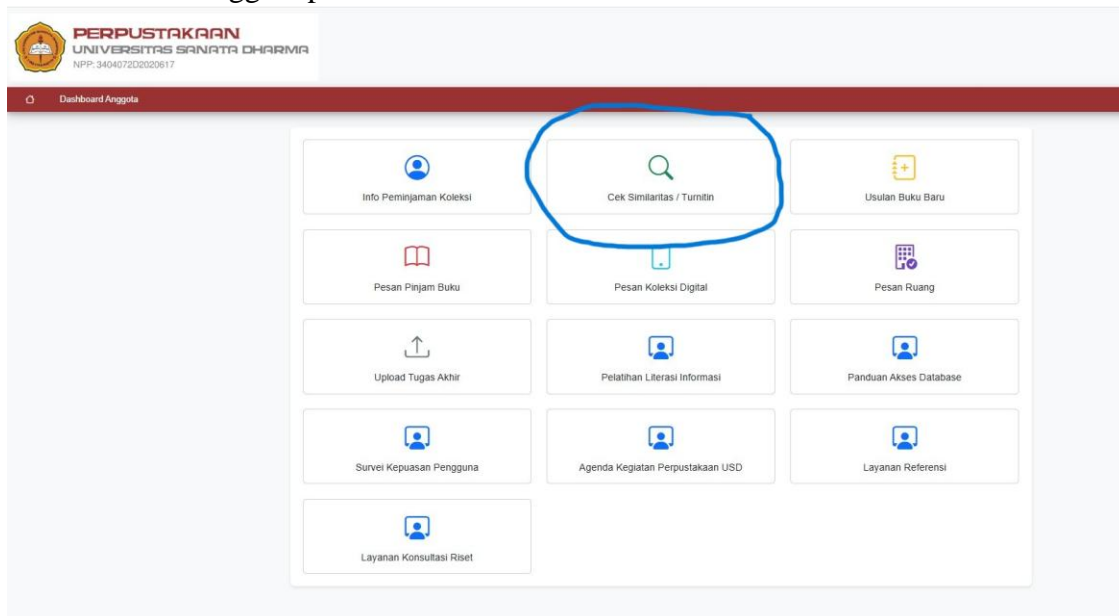 PERPUSTAKAAN
UNIVERSITAS SANATA DHARMA
NPP: 3404072D2020617
Dashboard Anggota
Info Peminjaman Koleksi
Cek Similaritas / Turnitin
Usulan Buku Baru
Pesan Pinjam Buku
Pesan Koleksi Digital
Pesan Ruang
Upload Tugas Akhir
Pelatihan Literasi Informasi
Panduan Akses Database
Survei Kepuasan Pengguna
Agenda Kegiatan Perpustakaan USD
Layanan Referensi
Layanan Konsultasi Riset